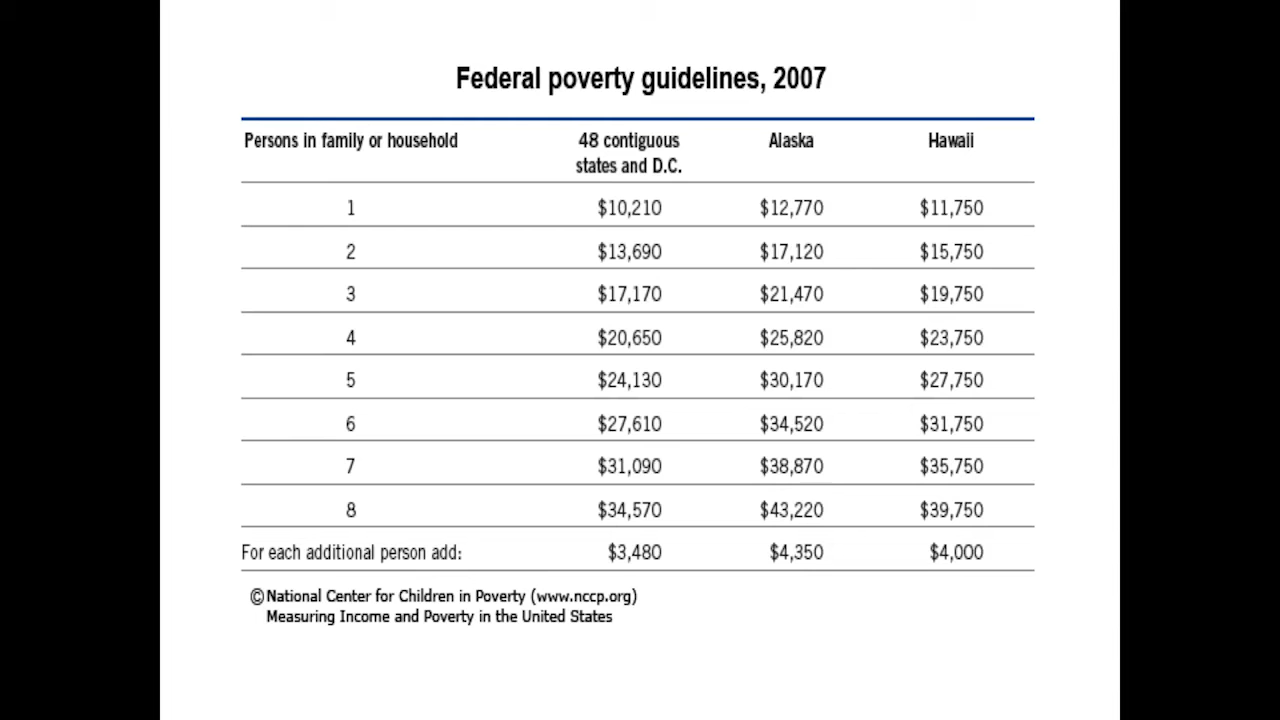 Federal poverty guidelines, 2007
Persons in family or household 48 contiguous states and D.C. Alaska Hawaii
1 $10,210 $12,770 $11,750
2 $13,690 $17,120 $15,750
3 $17,170 $21,470 $19,750
4 $20,650 $25,820 $23,750
5 $24,130 $30,170 $27,750
6 $27,610 $34,520 $31,750
7 $31,090 $38,870 $35,750
8 $34,570 $43,220 $39,750
For each additional person add: $3,480 $4,350 $4,000
© National Center for Children in Poverty (www.nccp.org)
Measuring Income and Poverty in the United States